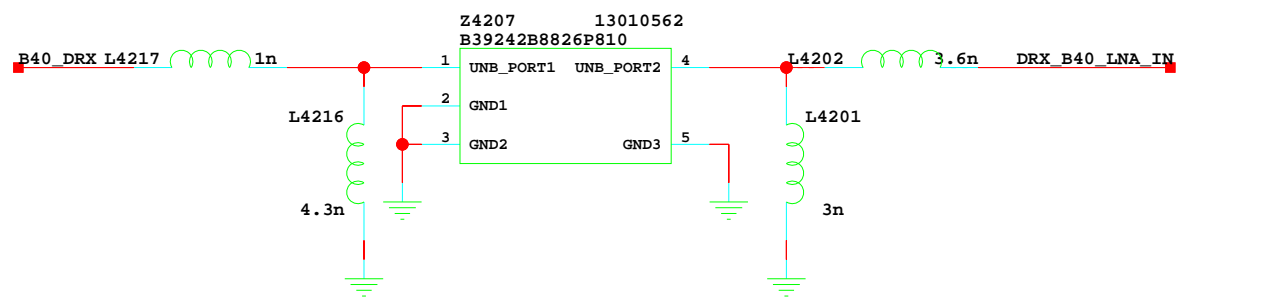 Z4207 13010562
B39242B8826P810
B40_DRX L4217 1n
1 UNB_PORT1 UNB_PORT2 4
L4202 3.6n DRX_B40_LNA_IN
2 GND1
L4216 L4201
3 GND2 GND3 5
4.3n 3n